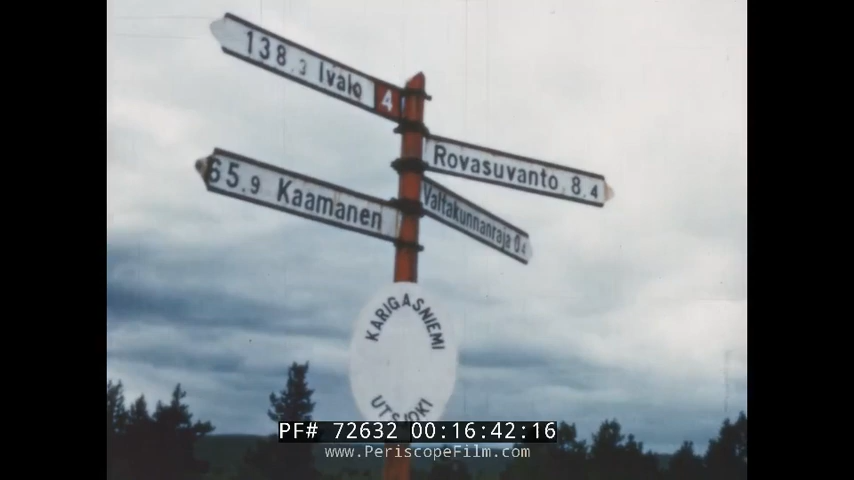 138.3 Ivalo 4
Rovasuvanto 8.4
65.9 Kaamanen
Valtakunnanraja 0.4
KARIGASNIEMI
UTSJOKI
PF# 72632 00:16:42:16
www.PeriscopeFilm.com